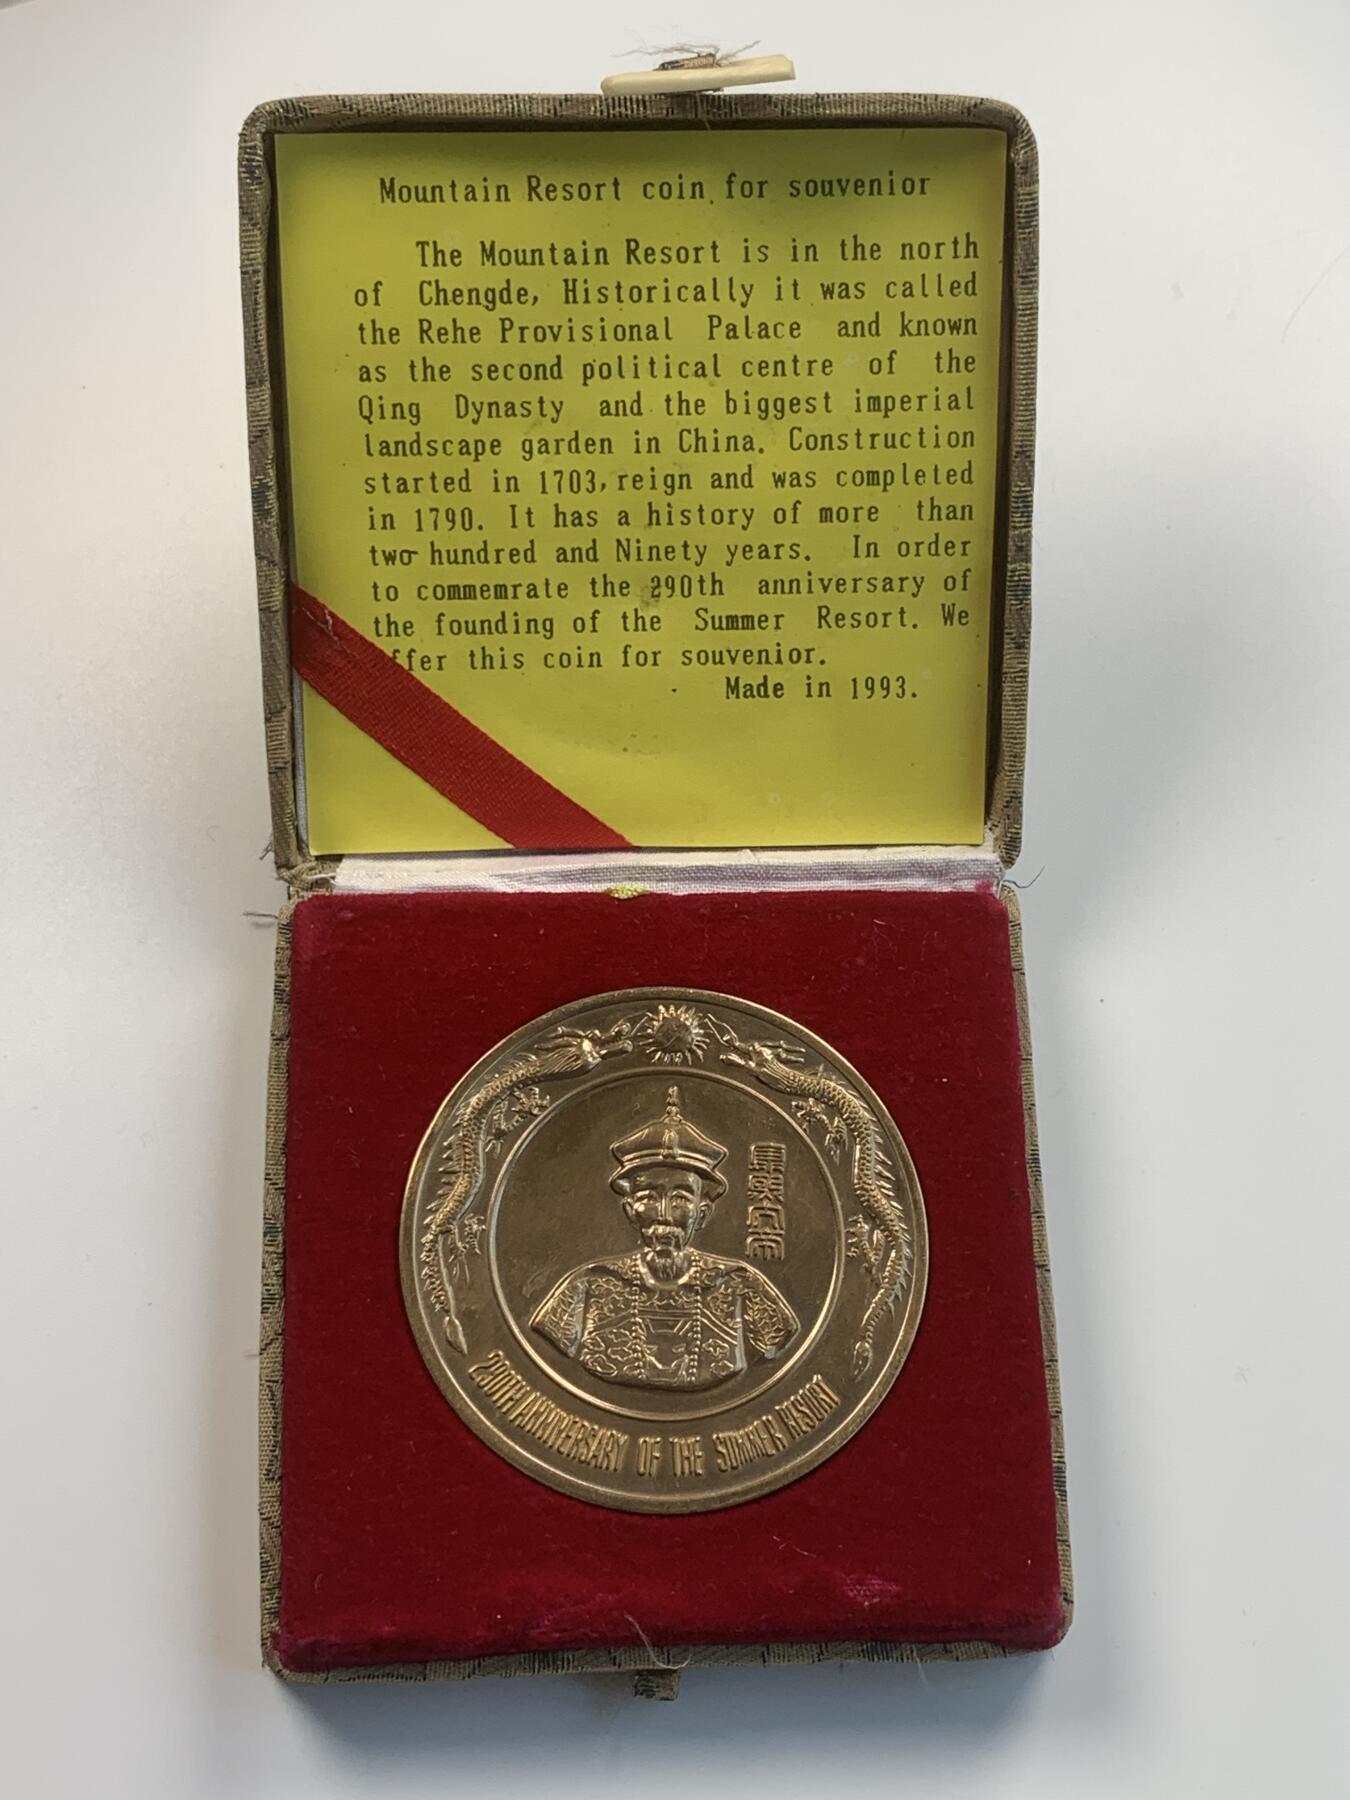 Mountain Resort coin for souvenior
The Mountain Resort is in the north
of Chengde, Historically it was called
the Rehe Provisional Palace and known
as the second political centre of the
Qing Dynasty and the biggest imperial
landscape garden in China. Construction
started in 1703, reign and was completed
in 1790. It has a history of more than
two hundred and Ninety years. In order
to commemrate the 290th anniversary of
the founding of the Summer Resort. We
ffer this coin for souvenior.
Made in 1993.
康熙大帝
290TH ANNIVERSARY OF THE SUMMER RESORT